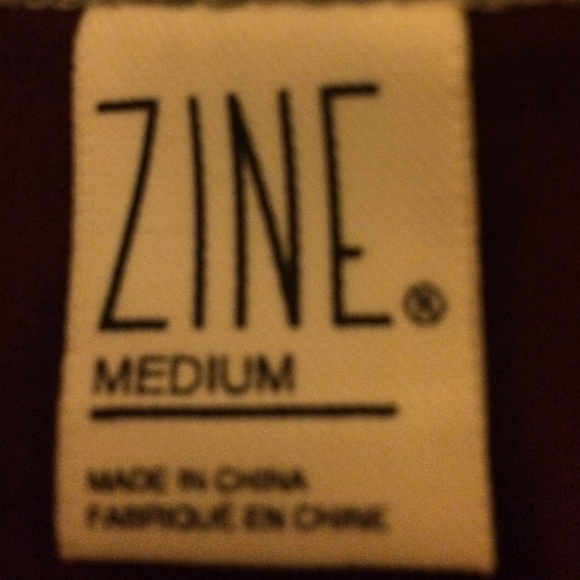 ZINE®
MEDIUM
MADE IN CHINA
FABRIQUÉ EN CHINE